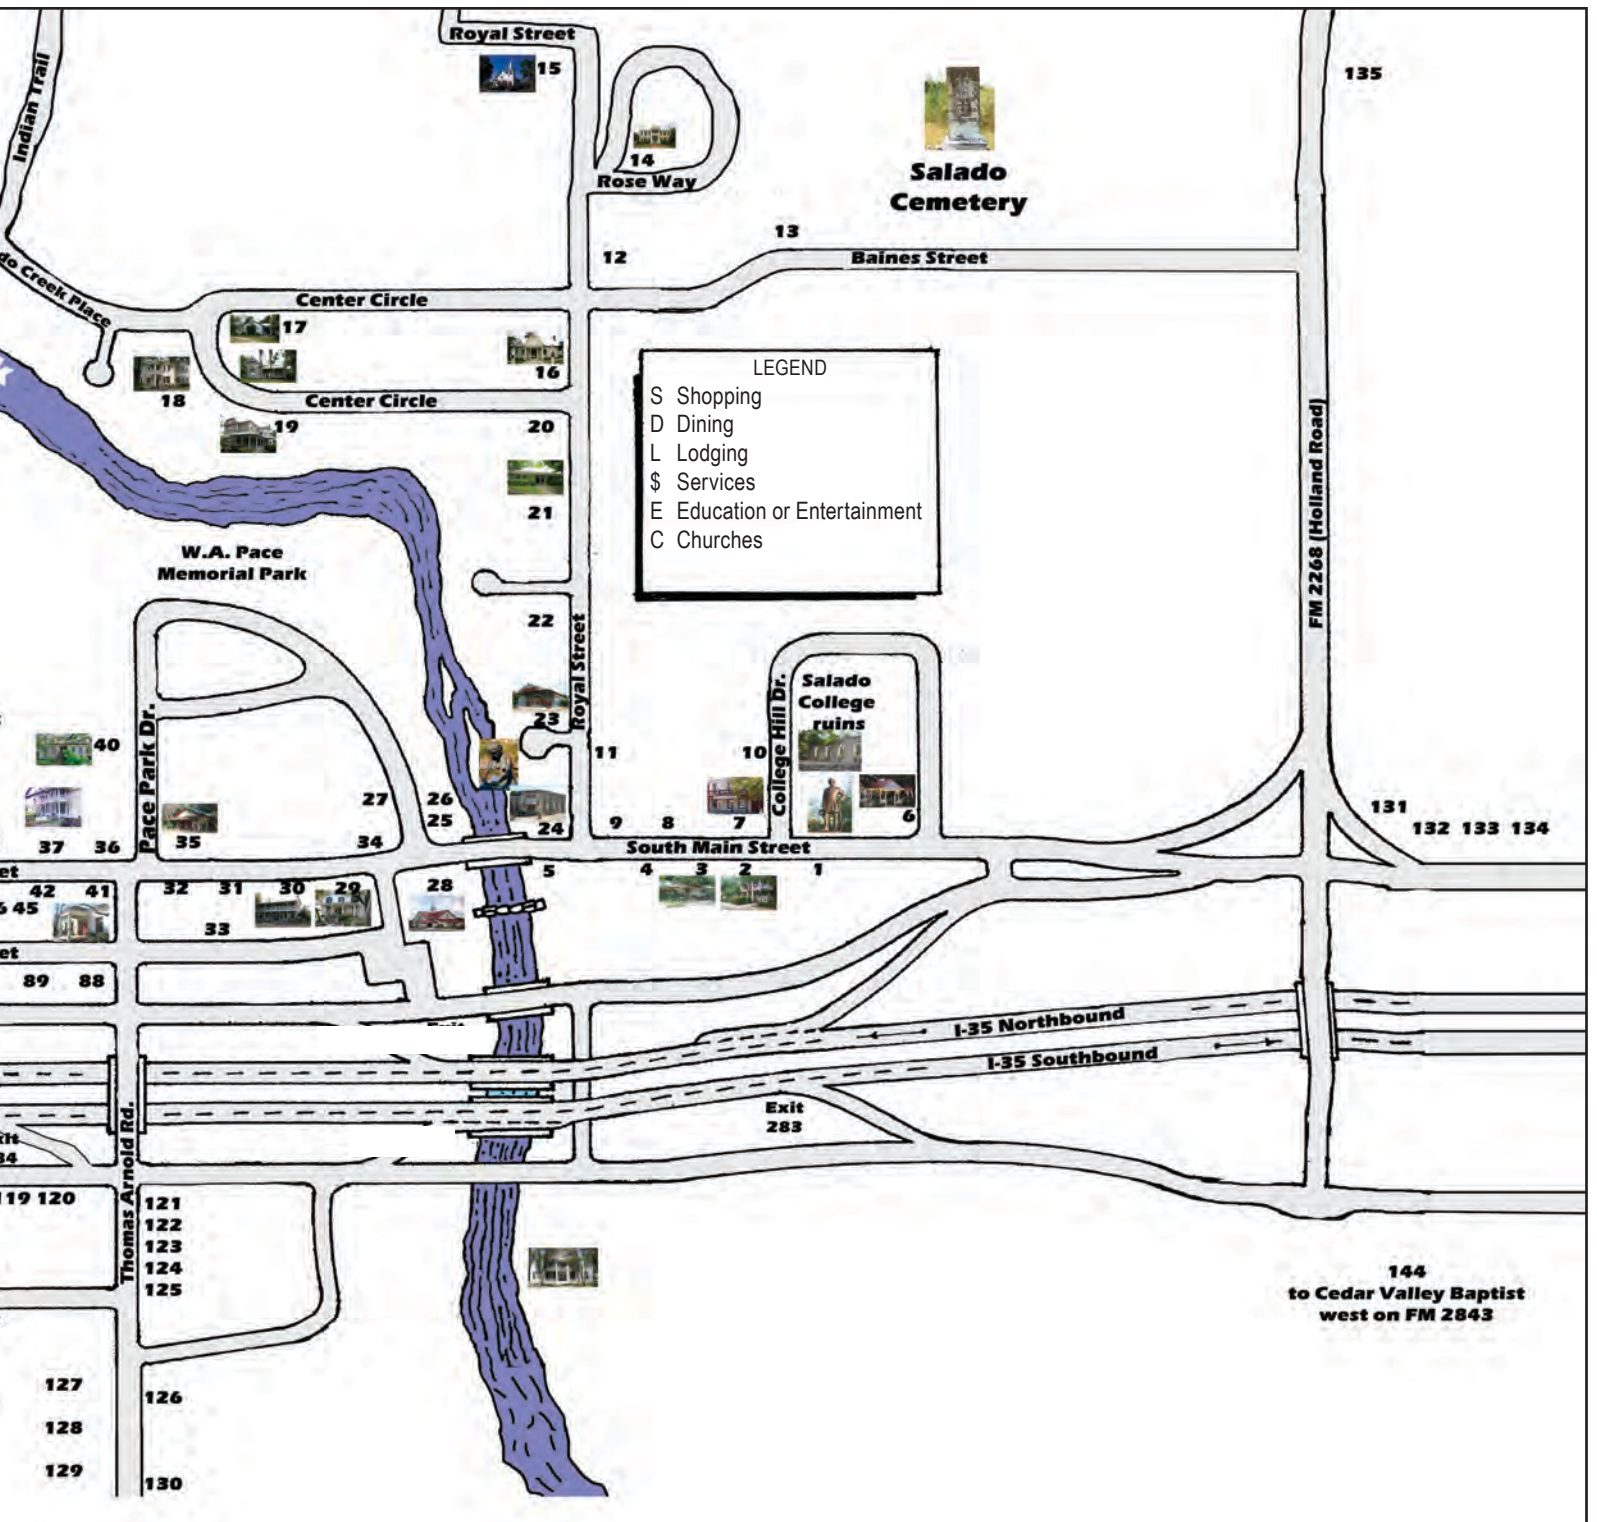 Royal Street
15
135
Indian Trail
14
Rose Way
Salado
Cemetery
13
12
Baines Street
Creek Place
Center Circle
17
16
18
Center Circle
19
20
21
LEGEND
S Shopping
D Dining
L Lodging
$ Services
E Education or Entertainment
C Churches
FM 2268 (Holland Road)
W.A. Pace
Memorial Park
22
Royal Street
23
11
10
College Hill Dr.
Salado
College
ruins
6
40
Pace Park Dr.
27
26
25
24
9
8
7
131
132 133 134
37
36
35
34
South Main Street
42
41
32
31
30
29
28
5
4
3
2
1
45
33
89
88
I-35 Northbound
I-35 Southbound
Exit
283
Thomas Arnold Rd.
120
121
122
123
124
125
144
to Cedar Valley Baptist
west on FM 2843
127
126
128
129
130